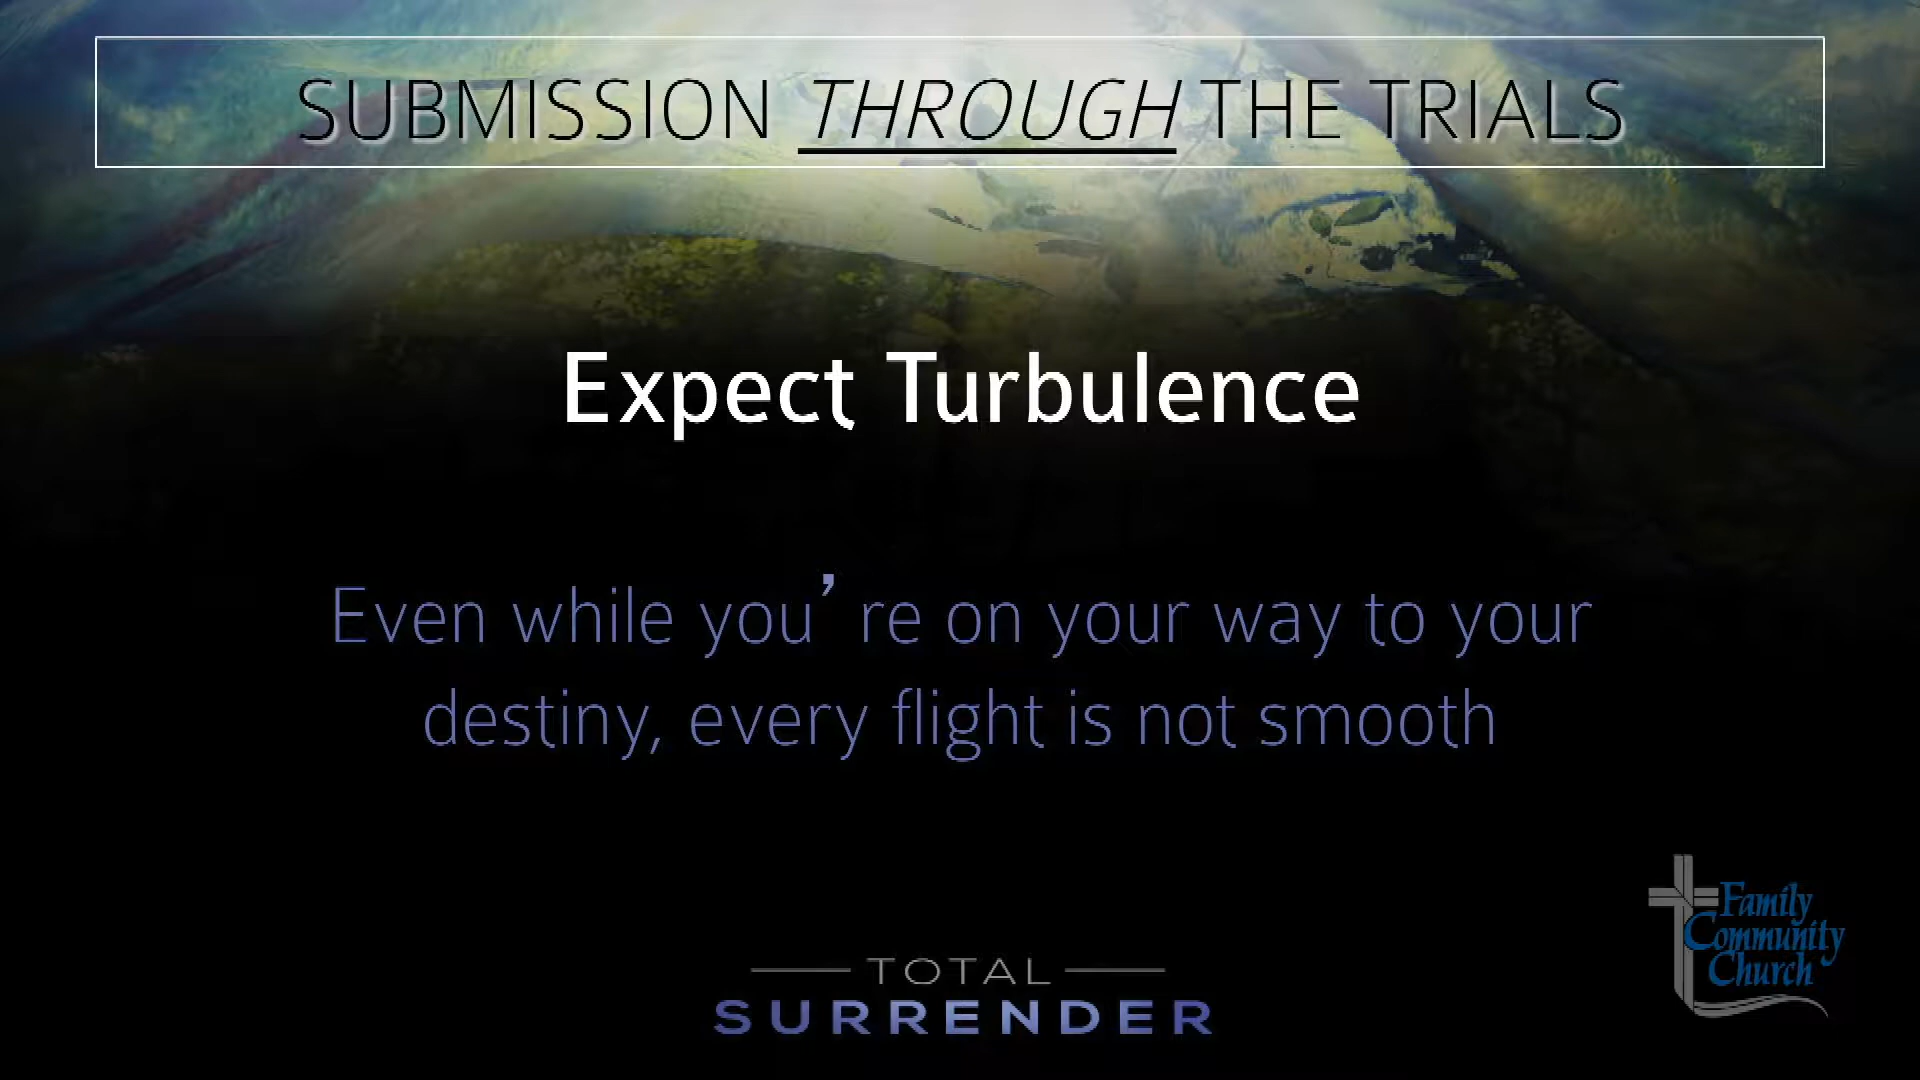 SUBMISSION THROUGH THE TRIALS
Expect Turbulence
Even while you’re on your way to your
destiny, every flight is not smooth
TOTAL
SURRENDER
Family
Community
Church